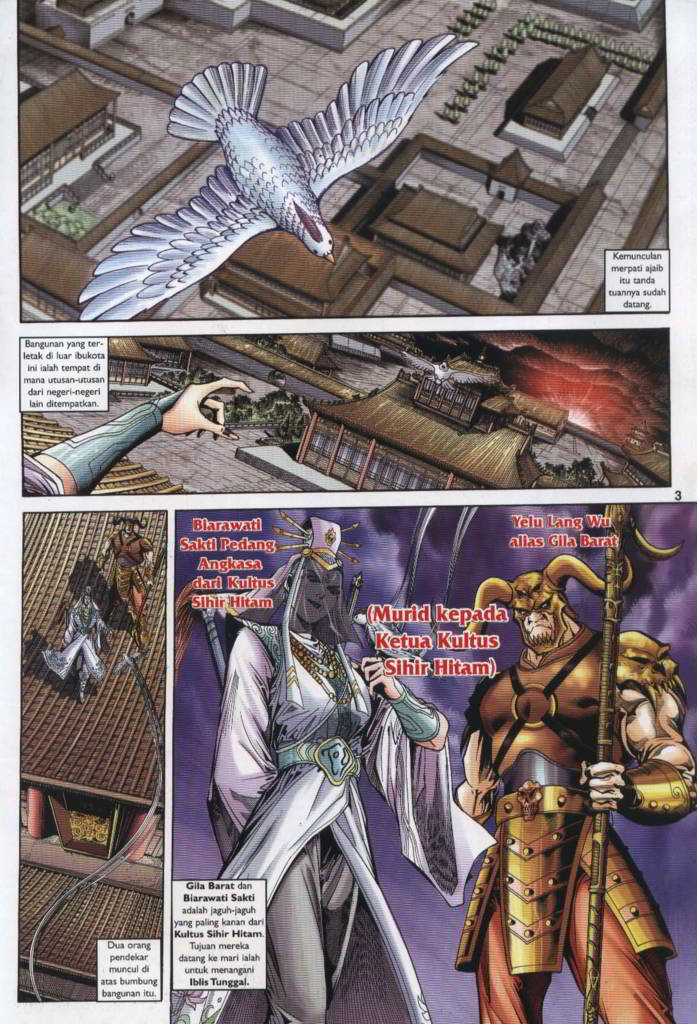 Kemunculan
merpati ajaib
itu tanda
tuannya sudah
datang.
Bangunan yang ter-
letak di luar ibukota
ini ialah tempat di
mana utusan-utusan
dari negeri-negeri
lain ditempatkan.
3
Dua orang
pendekar
muncul di
atas bumbung
bangunan itu.
Biarawati
Sakti Pedang
Angkasa
dari Kultus
Sihir Hitam
(Murid kepada
Ketua Kultus
Sihir Hitam)
Yelu Lang Wu
alias Gila Barat
Gila Barat dan
Biarawati Sakti
adalah jaguh-jaguh
yang paling kanan dari
Kultus Sihir Hitam.
Tujuan mereka
datang ke mari ialah
untuk menangani
Iblis Tunggal.